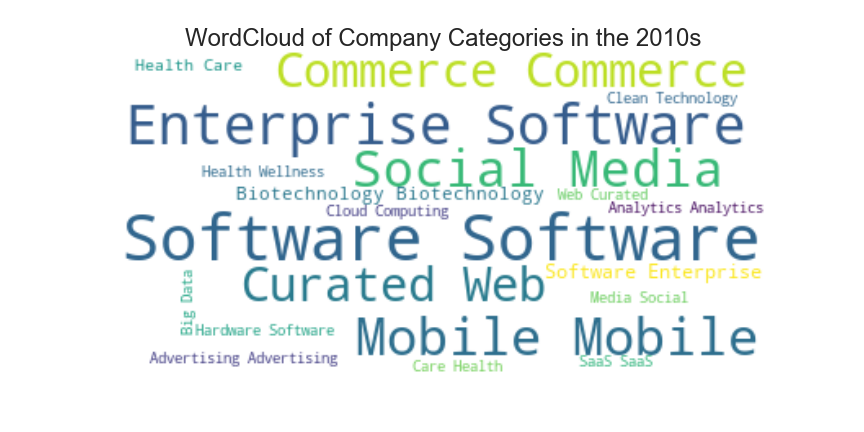 WordCloud of Company Categories in the 2010s
Health Care
Commerce Commerce
Clean Technology
Enterprise Software
Social Media
Health Wellness
Biotechnology Biotechnology
Web Curated
Cloud Computing
Analytics Analytics
Software Software
Curated Web
Software Enterprise
Big Data
Media Social
Hardware Software
Mobile Mobile
Advertising Advertising
Care Health
SaaS SaaS